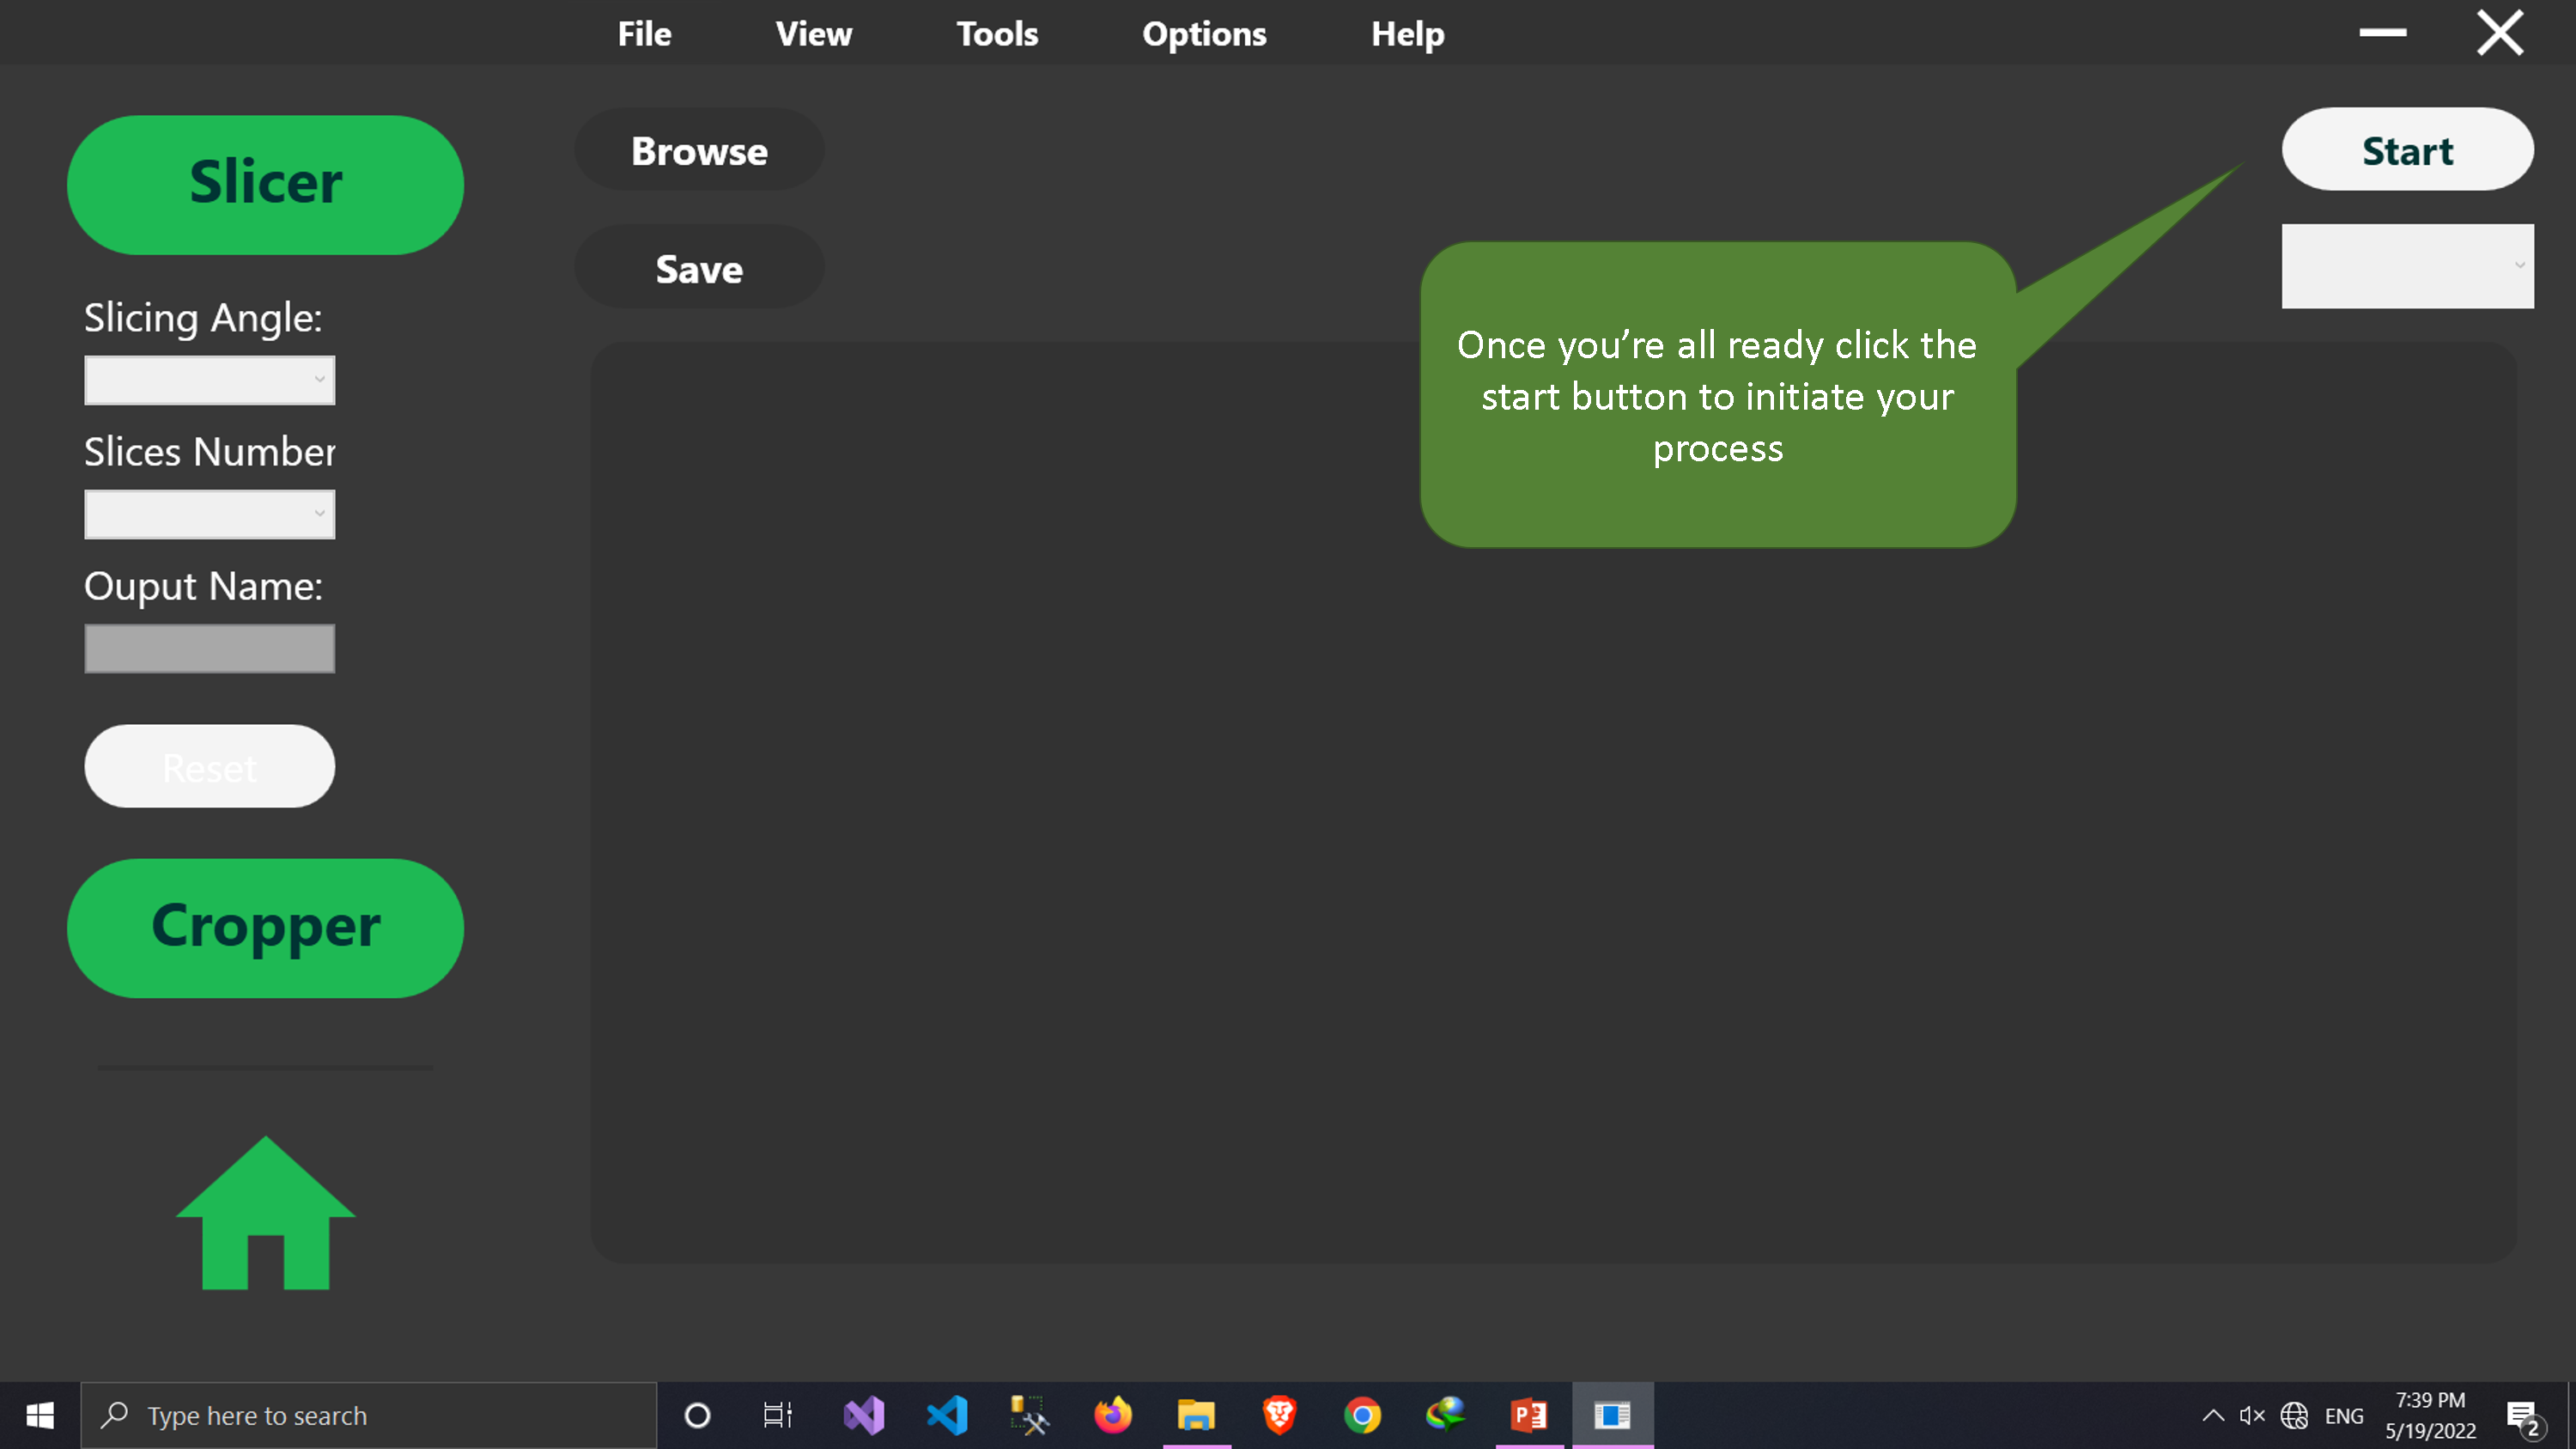 File View Tools Options Help
Slicer
Browse
Start
Save
Slicing Angle:
Slices Number
Ouput Name:
Reset
Cropper
Once you’re all ready click the
start button to initiate your
process
Type here to search
ENG
7:39 PM
5/19/2022
2